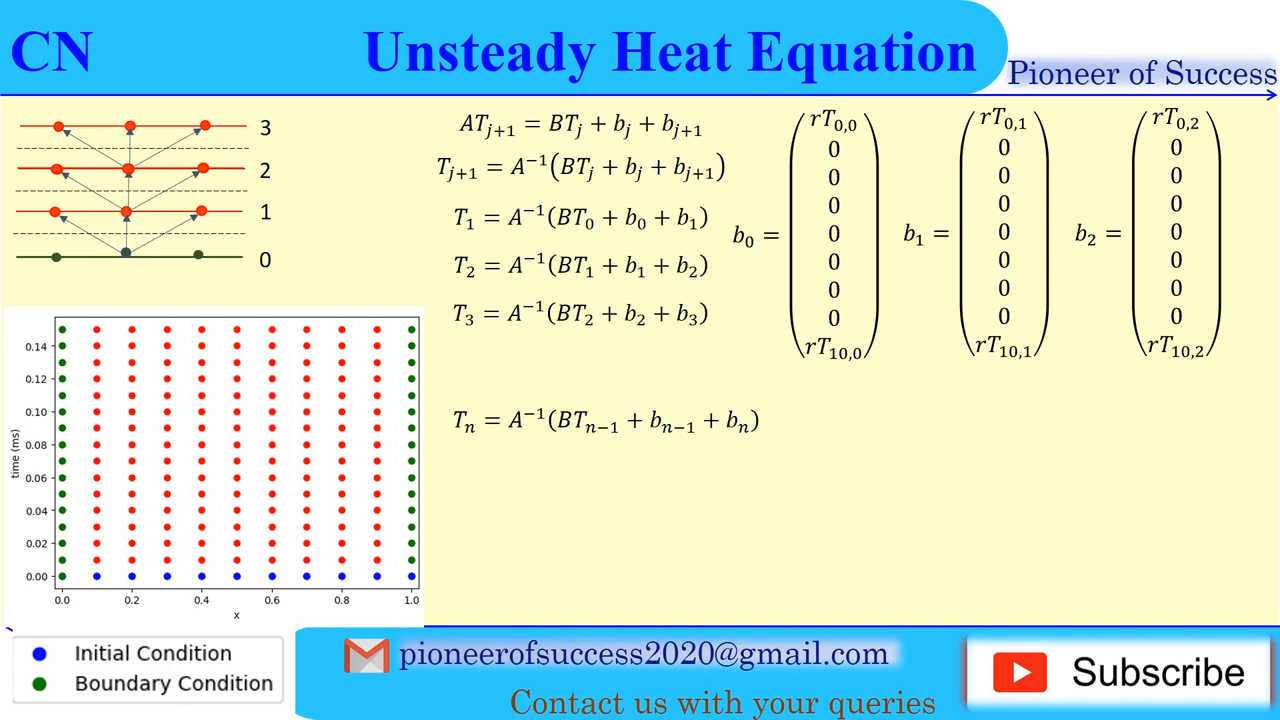 CN
Unsteady Heat Equation
Pioneer of Success
3
2
1
0
AT_{j+1} = BT_j + b_j + b_{j+1}
T_{j+1} = A^{-1}(BT_j + b_j + b_{j+1})
T_1 = A^{-1}(BT_0 + b_0 + b_1)
T_2 = A^{-1}(BT_1 + b_1 + b_2)
T_3 = A^{-1}(BT_2 + b_2 + b_3)
T_n = A^{-1}(BT_{n-1} + b_{n-1} + b_n)
b_0 =
rT_{0,0}
0
0
0
0
0
0
0
rT_{10,0}
b_1 =
rT_{0,1}
0
0
0
0
0
0
0
rT_{10,1}
b_2 =
rT_{0,2}
0
0
0
0
0
0
0
rT_{10,2}
time (ms)
0.14
0.12
0.10
0.08
0.06
0.04
0.02
0.00
0.0 0.2 0.4 0.6 0.8 1.0
x
Initial Condition
Boundary Condition
pioneerofsuccess2020@gmail.com
Contact us with your queries
Subscribe